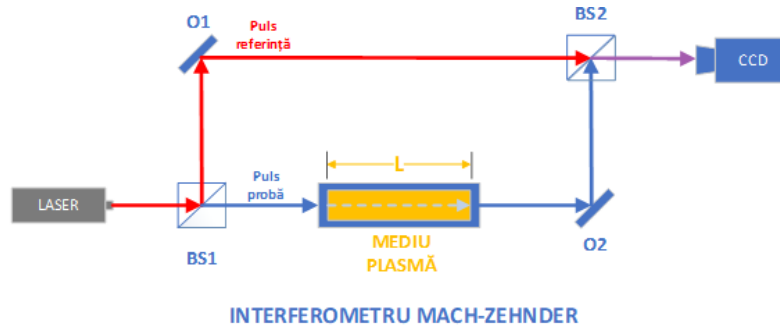 O1
Puls
referință
BS2
CCD
LASER
BS1
Puls
probă
L
MEDIU
PLASMĂ
O2
INTERFEROMETRU MACH-ZEHNDER